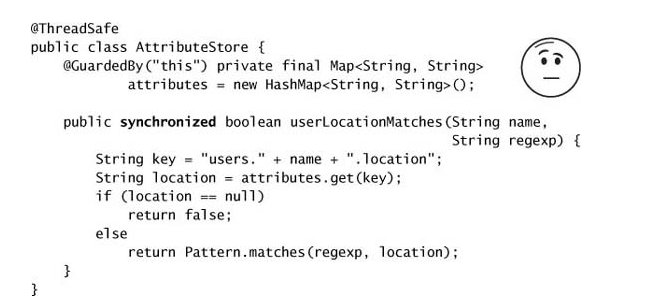 @ThreadSafe
public class AttributeStore {
    @GuardedBy("this") private final Map<String, String>
            attributes = new HashMap<String, String>();

    public synchronized boolean userLocationMatches(String name,
                                                    String regexp) {
        String key = "users." + name + ".location";
        String location = attributes.get(key);
        if (location == null)
            return false;
        else
            return Pattern.matches(regexp, location);
    }
}